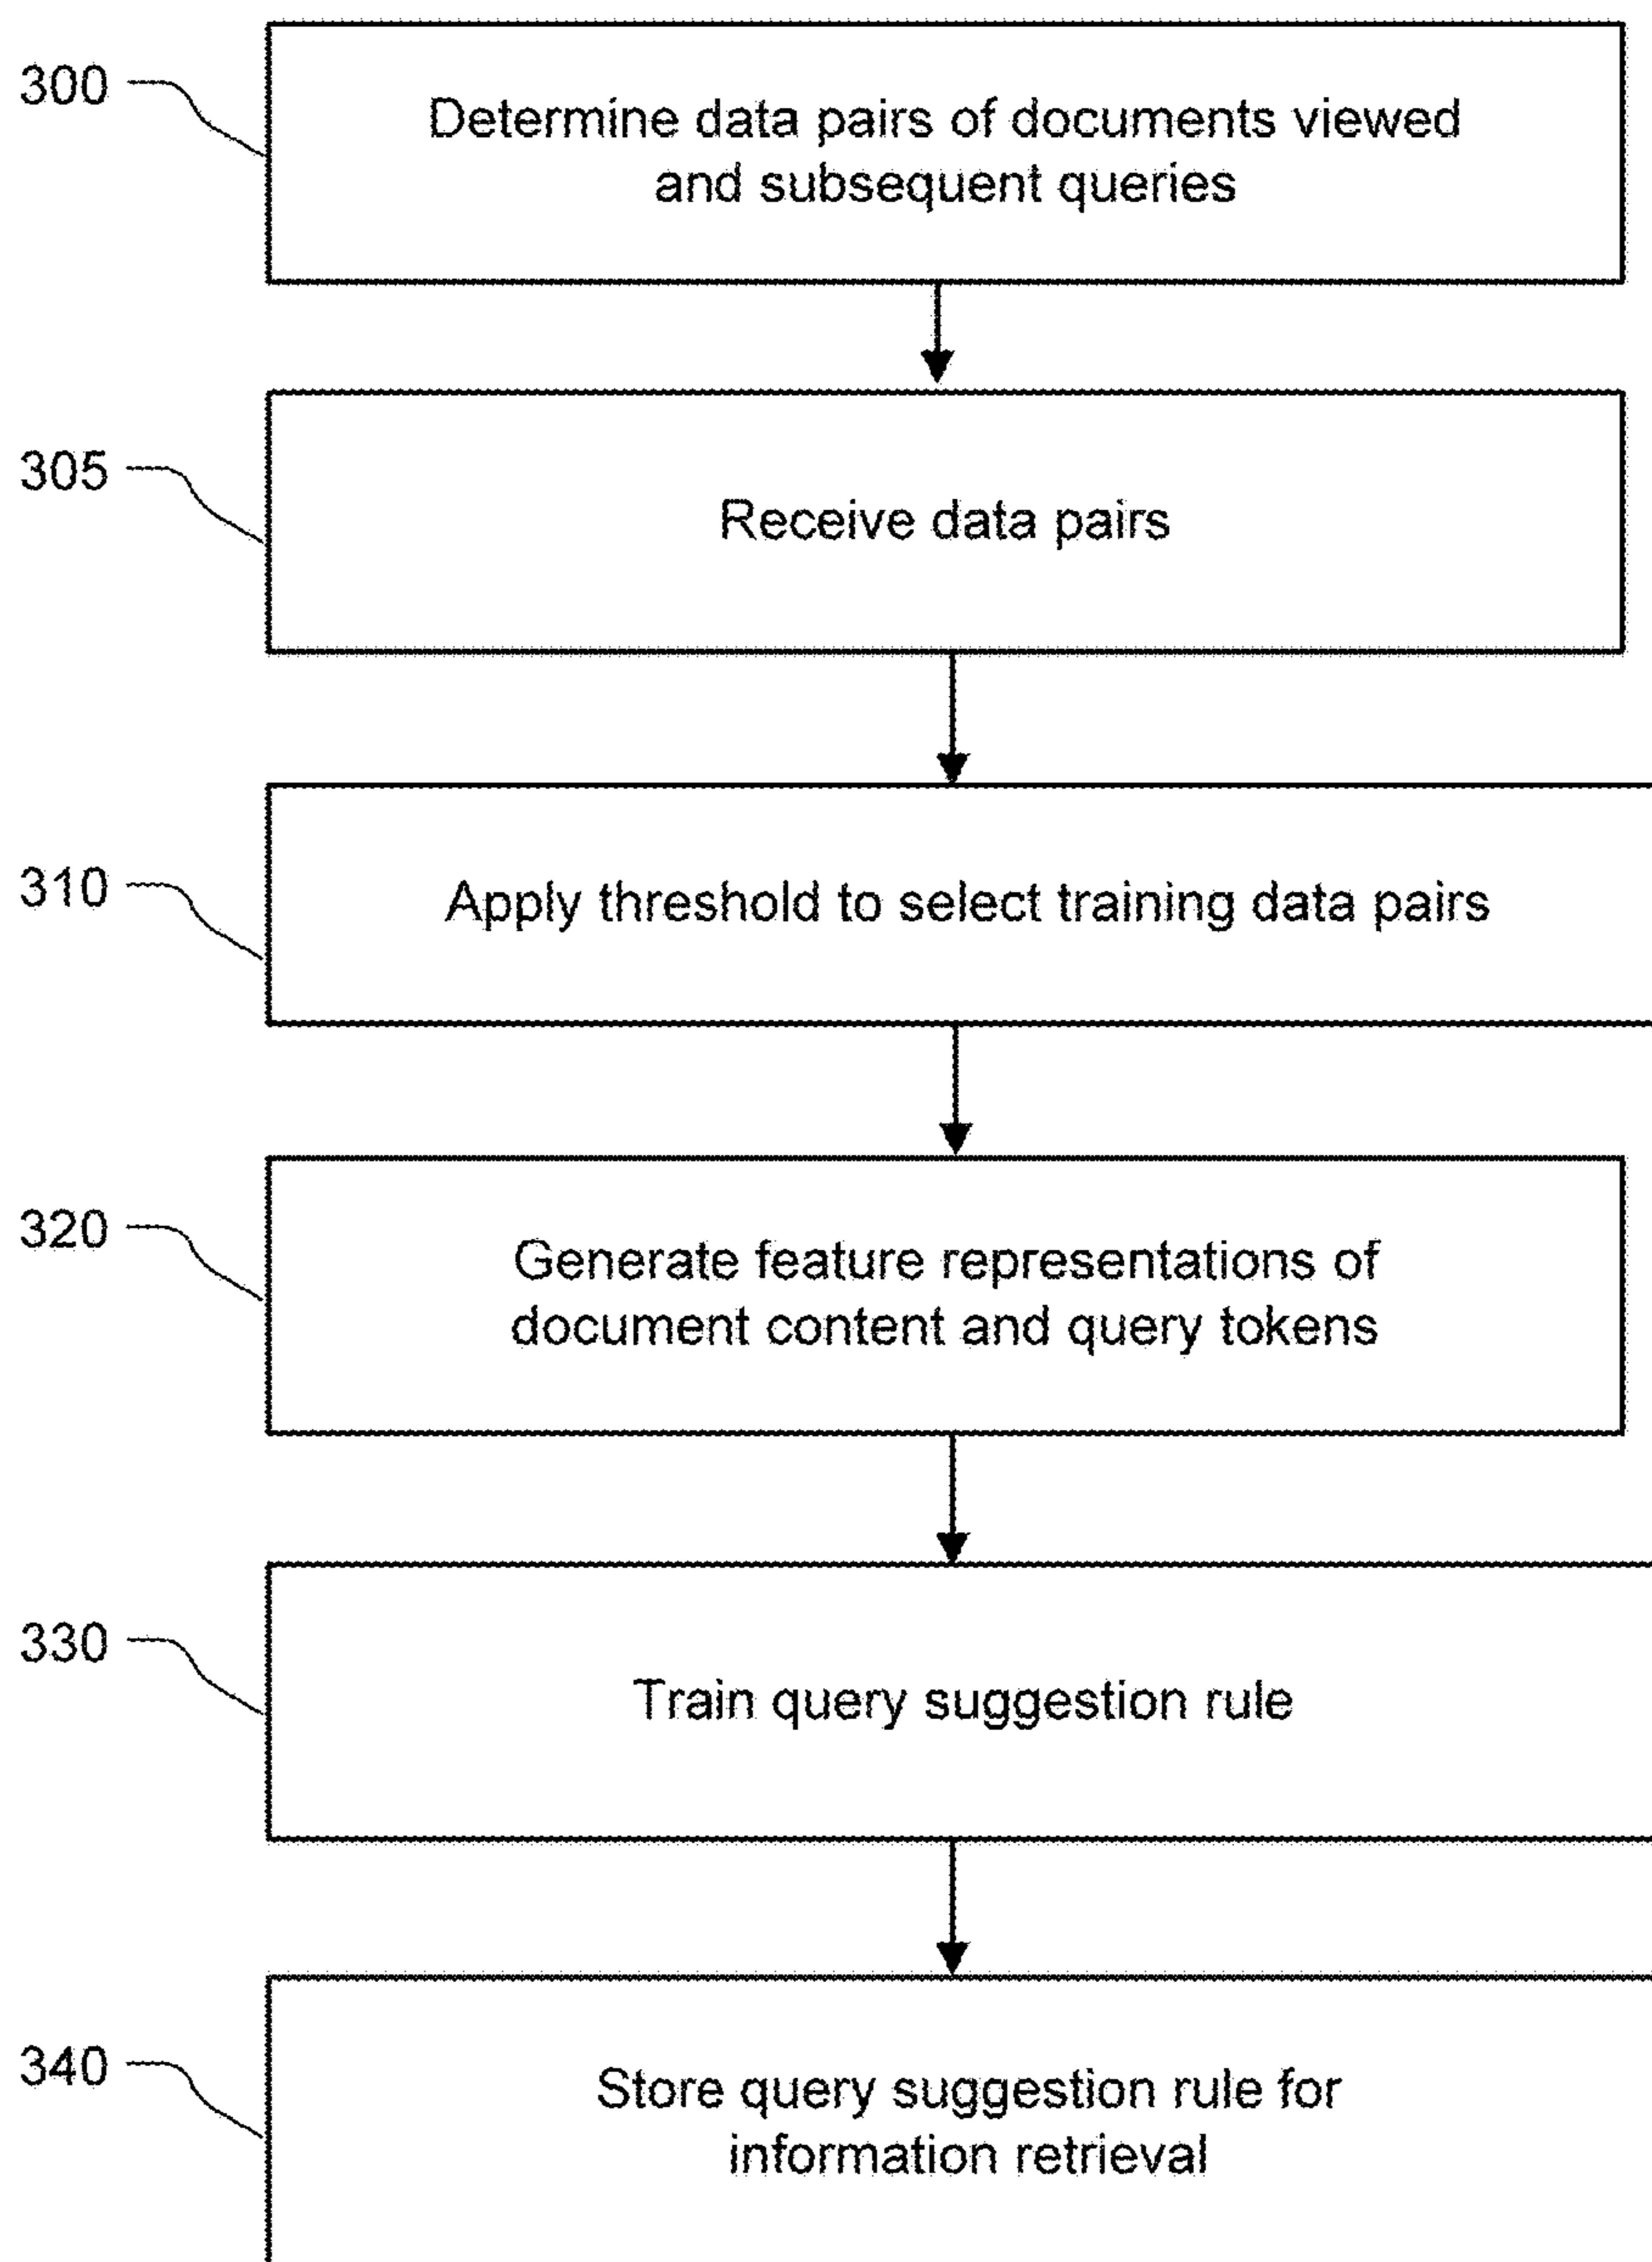 300
Determine data pairs of documents viewed
and subsequent queries
305
Receive data pairs
310
Apply threshold to select training data pairs
320
Generate feature representations of
document content and query tokens
330
Train query suggestion rule
340
Store query suggestion rule for
information retrieval